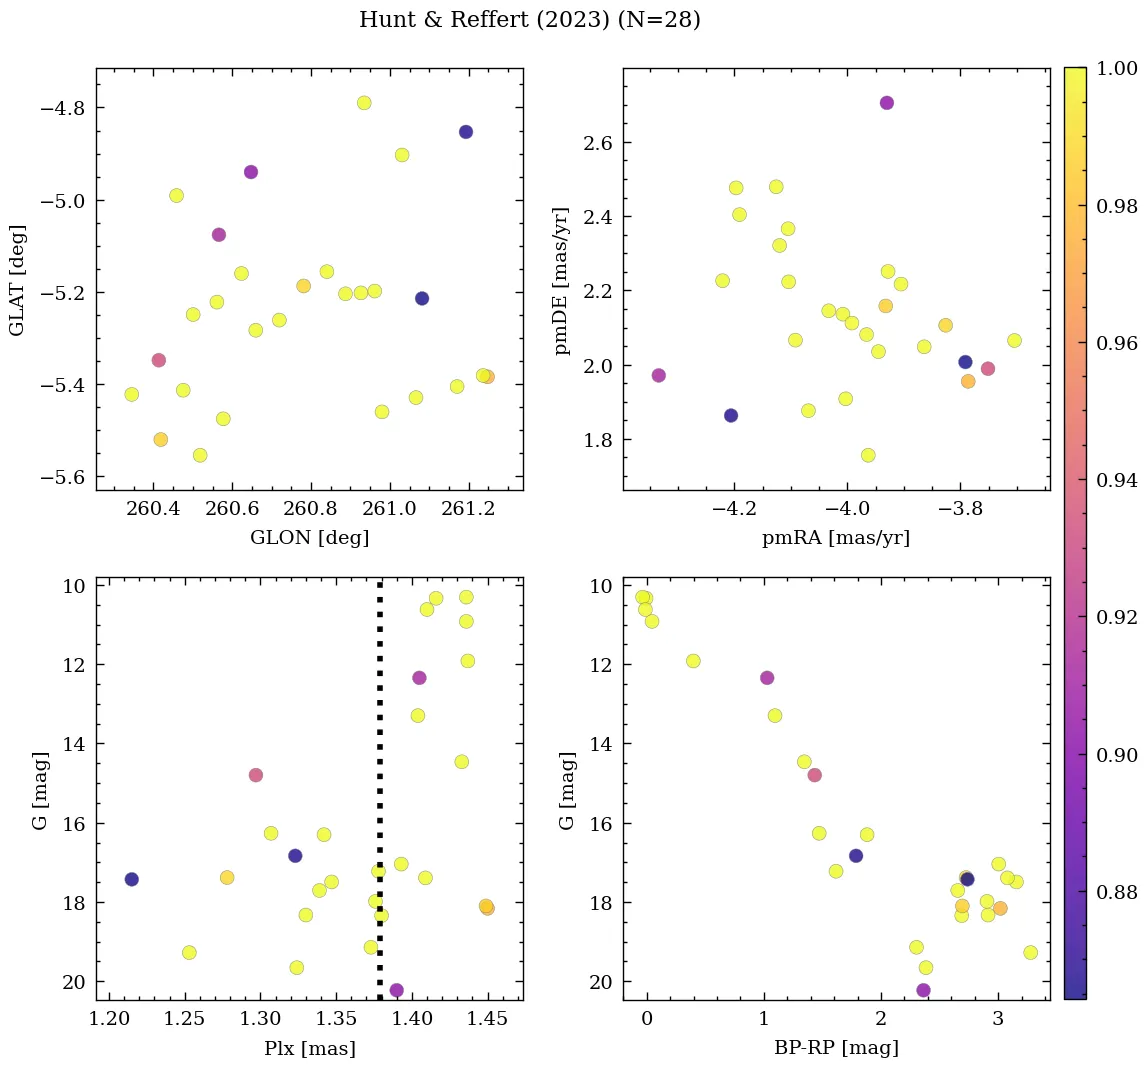 Hunt & Reffert (2023) (N=28)
−4.8
−5.0
−5.2
−5.4
−5.6
GLAT [deg]
260.4 260.6 260.8 261.0 261.2
GLON [deg]
2.6
2.4
2.2
2.0
1.8
pmDE [mas/yr]
−4.2 −4.0 −3.8
pmRA [mas/yr]
10
12
14
16
18
20
G [mag]
1.20 1.25 1.30 1.35 1.40 1.45
Plx [mas]
10
12
14
16
18
20
G [mag]
0 1 2 3
BP-RP [mag]
1.00
0.98
0.96
0.94
0.92
0.90
0.88